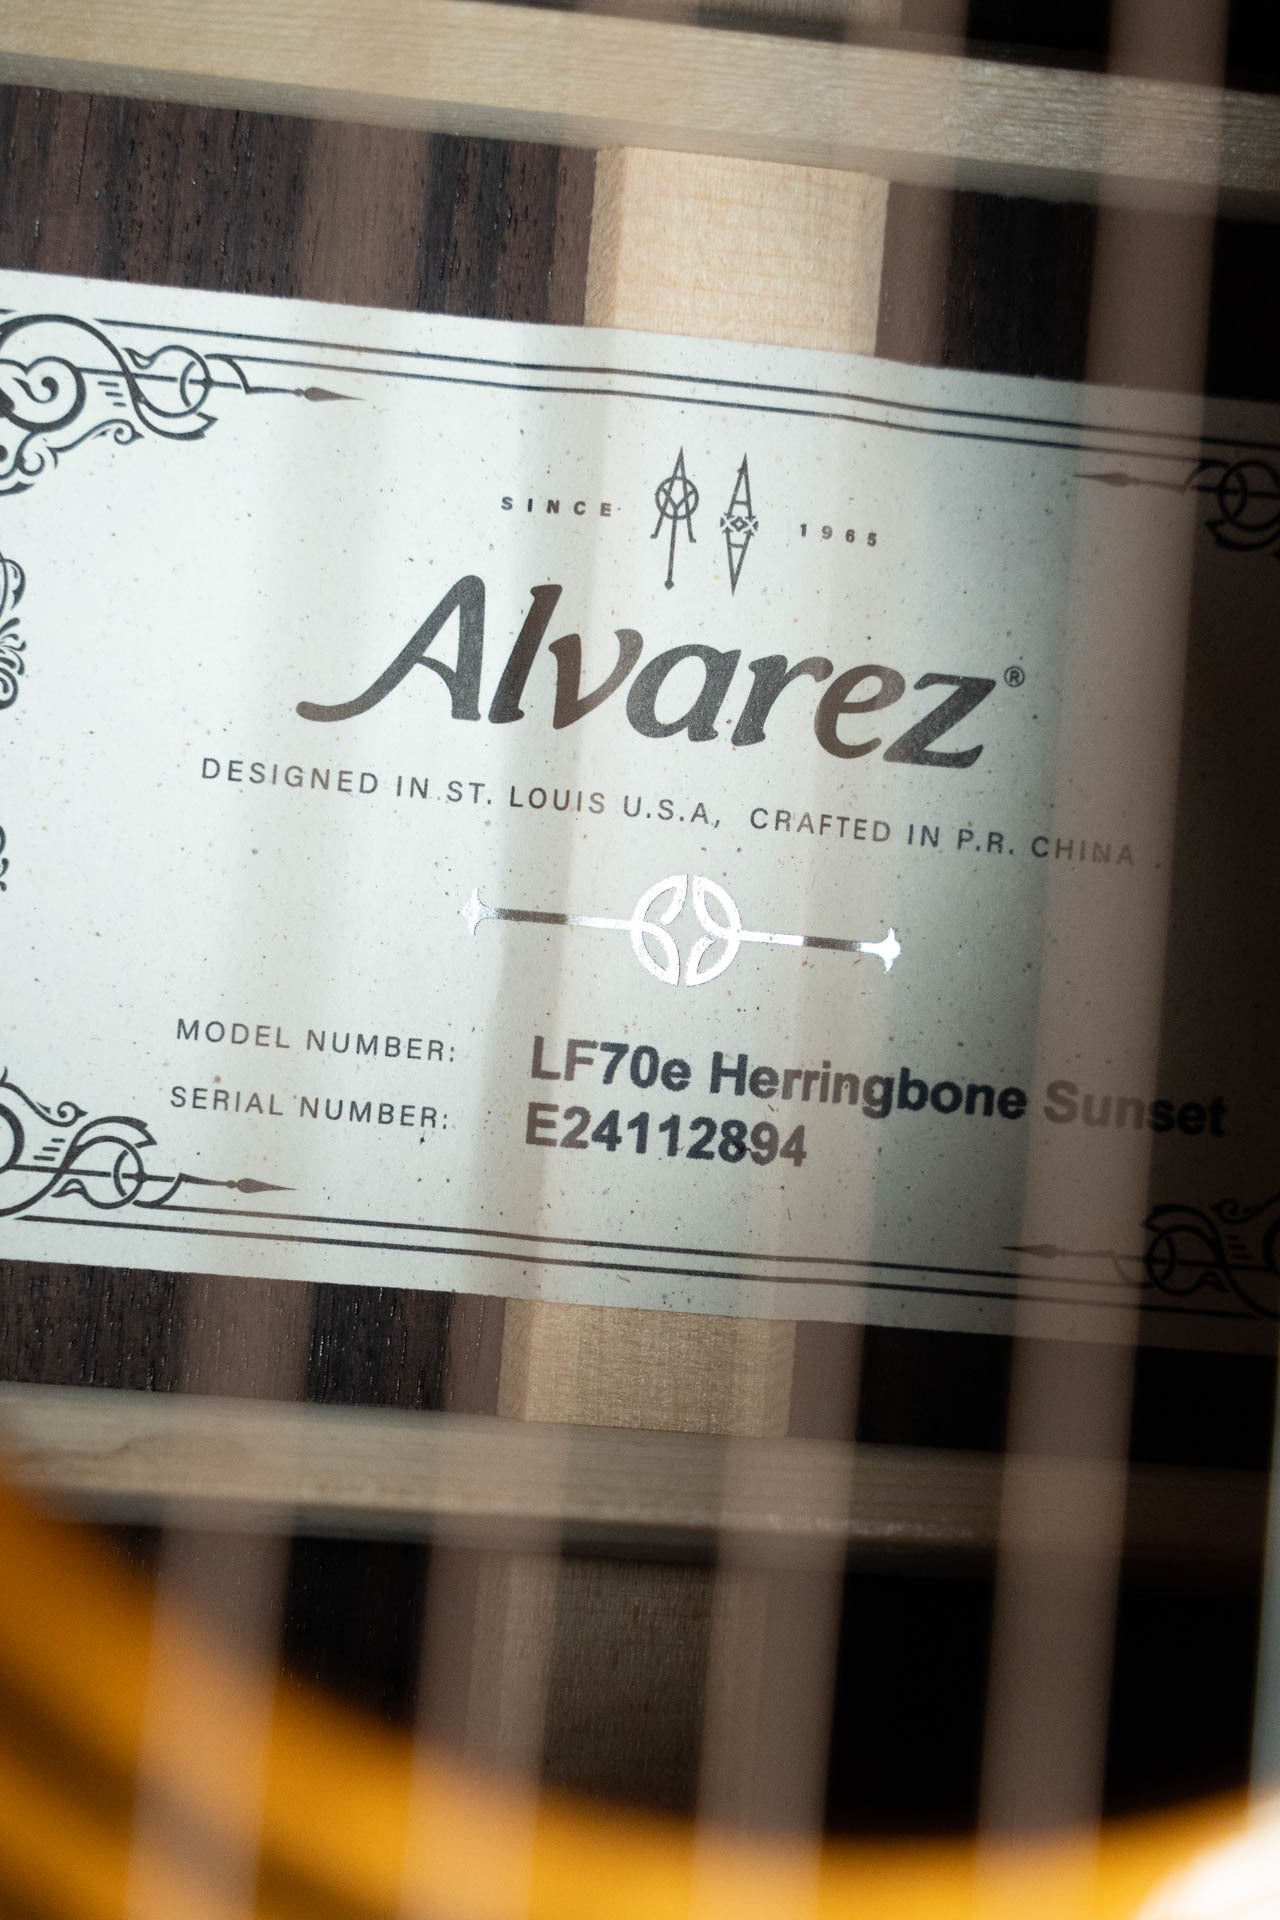 SINCE 1965
Alvarez®
DESIGNED IN ST. LOUIS U.S.A, CRAFTED IN P.R. CHINA
MODEL NUMBER: LF70e Herringbone Sunset
SERIAL NUMBER: E24112894